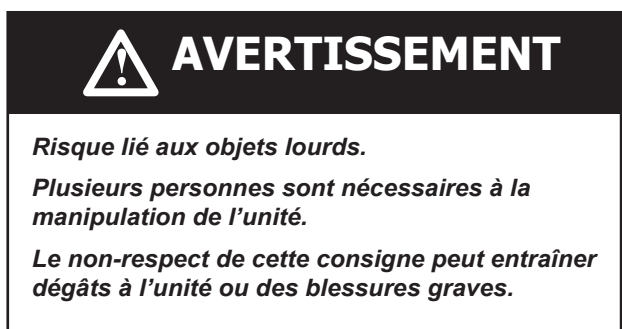 AVERTISSEMENT
Risque lié aux objets lourds.
Plusieurs personnes sont nécessaires à la
manipulation de l’unité.
Le non-respect de cette consigne peut entraîner
dégâts à l’unité ou des blessures graves.